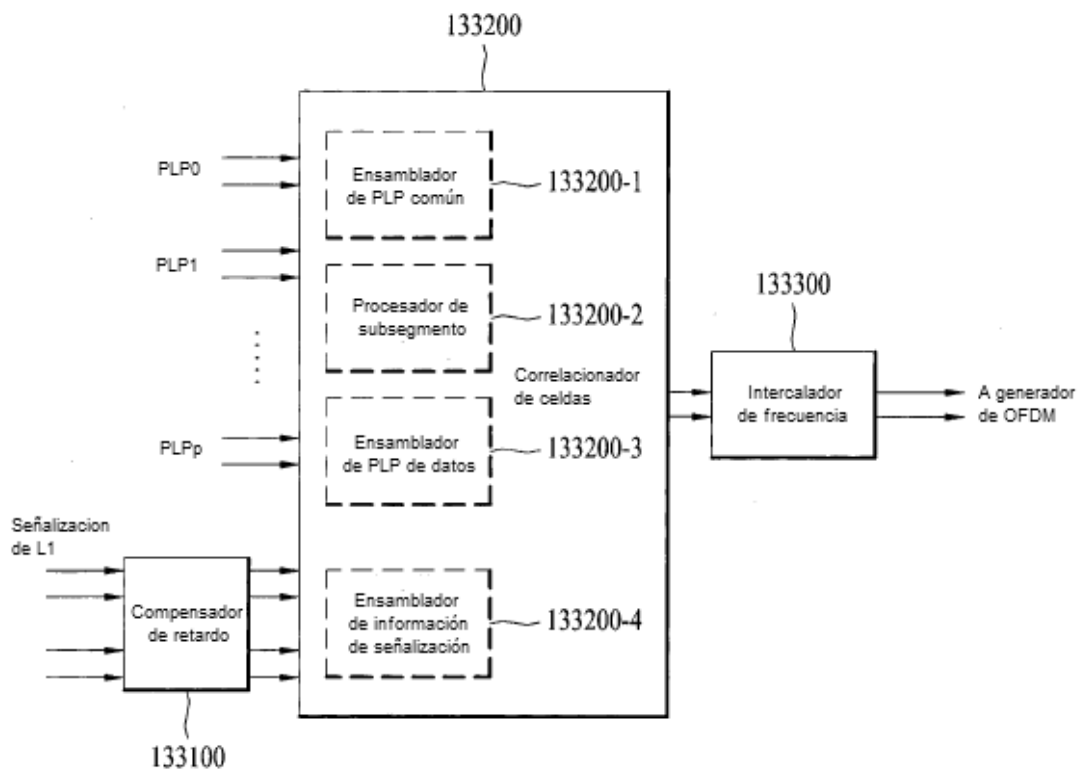 133200
PLP0
Ensamblador
de PLP común
133200-1
PLP1
Procesador de
subsegmento
133200-2
133300
Correlacionador
de celdas
Intercalador
de frecuencia
A generador
de OFDM
PLPp
Ensamblador
de PLP de datos
133200-3
Señalizacion
de L1
Compensador
de retardo
Ensamblador
de información
de señalización
133200-4
133100